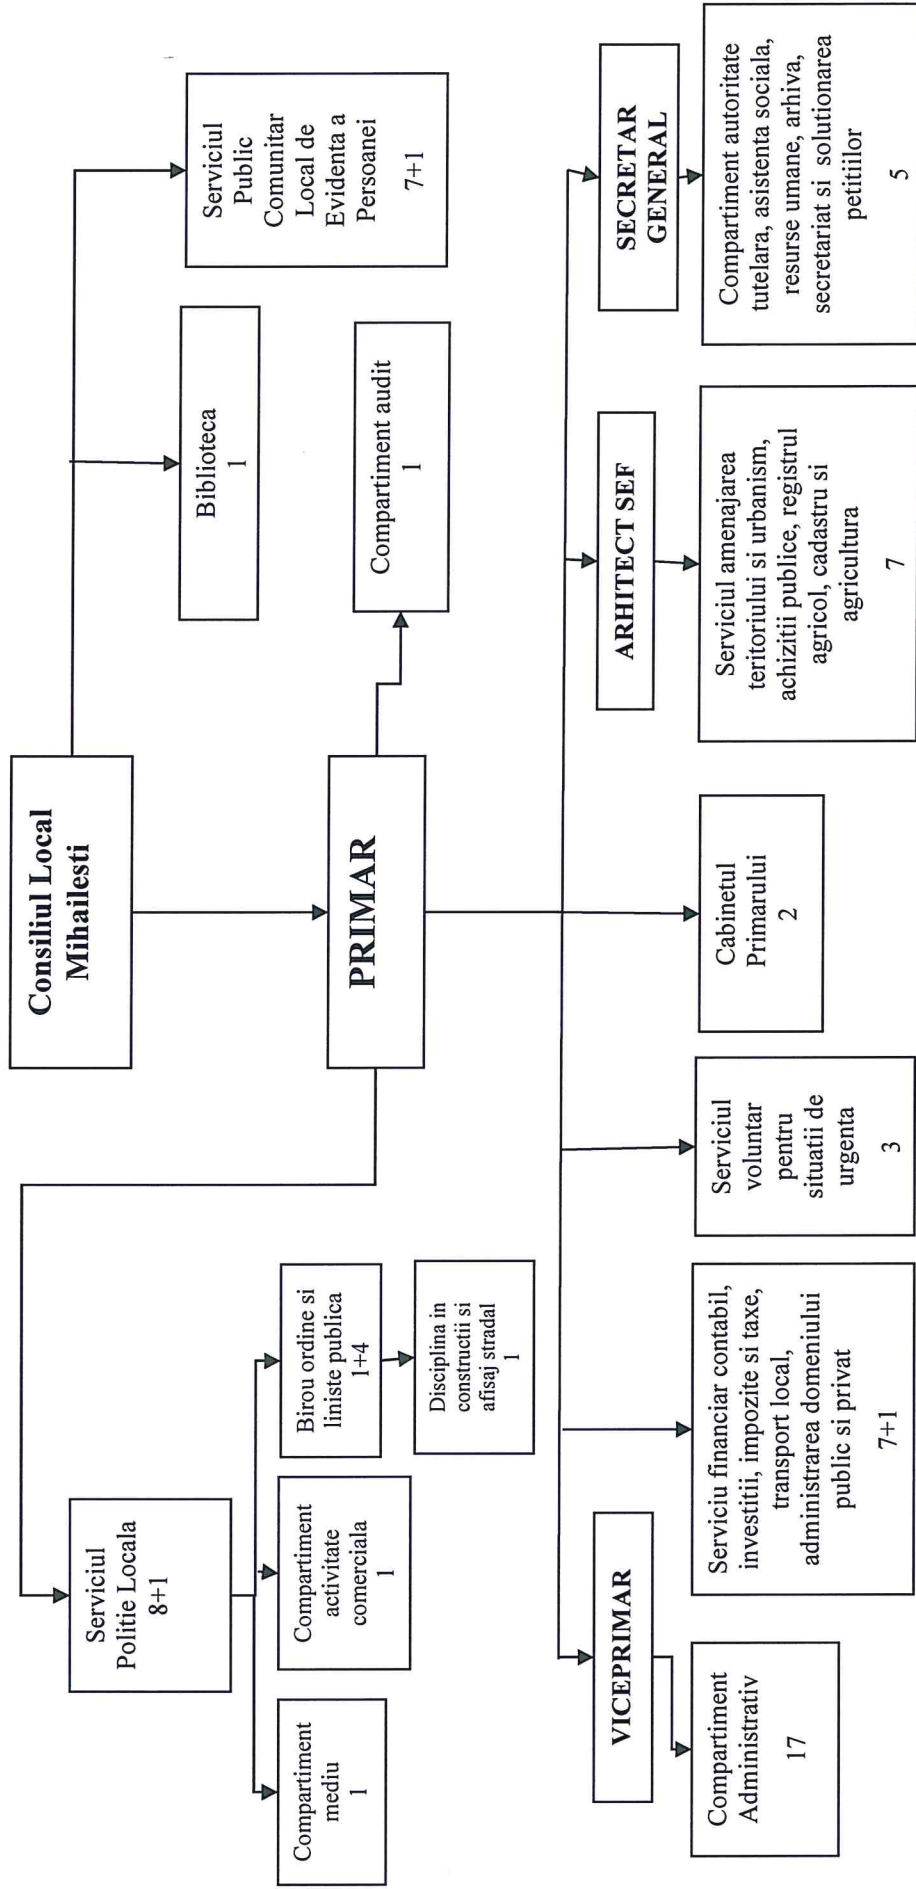 Consiliul Local
Mihailesti
Biblioteca
1
Serviciul
Public
Comunitar
Local de
Evidenta a
Persoanei
7+1
PRIMAR
Compartiment audit
1
Serviciul
Politie Locala
8+1
Compartiment
mediu
1
Compartiment
activitate
comerciala
1
Birou ordine si
liniste publica
1+4
Disciplina in
constructii si
afisaj stradal
1
VICEPRIMAR
ARHITECT SEF
SECRETAR
GENERAL
Compartiment
Administrativ
17
Serviciu financiar contabil,
investitii, impozite si taxe,
transport local,
administrarea domeniului
public si privat
7+1
Serviciul
voluntar
pentru
situatii de
urgenta
3
Cabinetul
Primarului
2
Serviciul amenajarea
teritoriului si urbanism,
achizitii publice, registrul
agricol, cadastru si
agricultura
7
Compartiment autoritate
tutelara, asistenta sociala,
resurse umane, arhiva,
secretariat si solutionarea
petitiilor
5